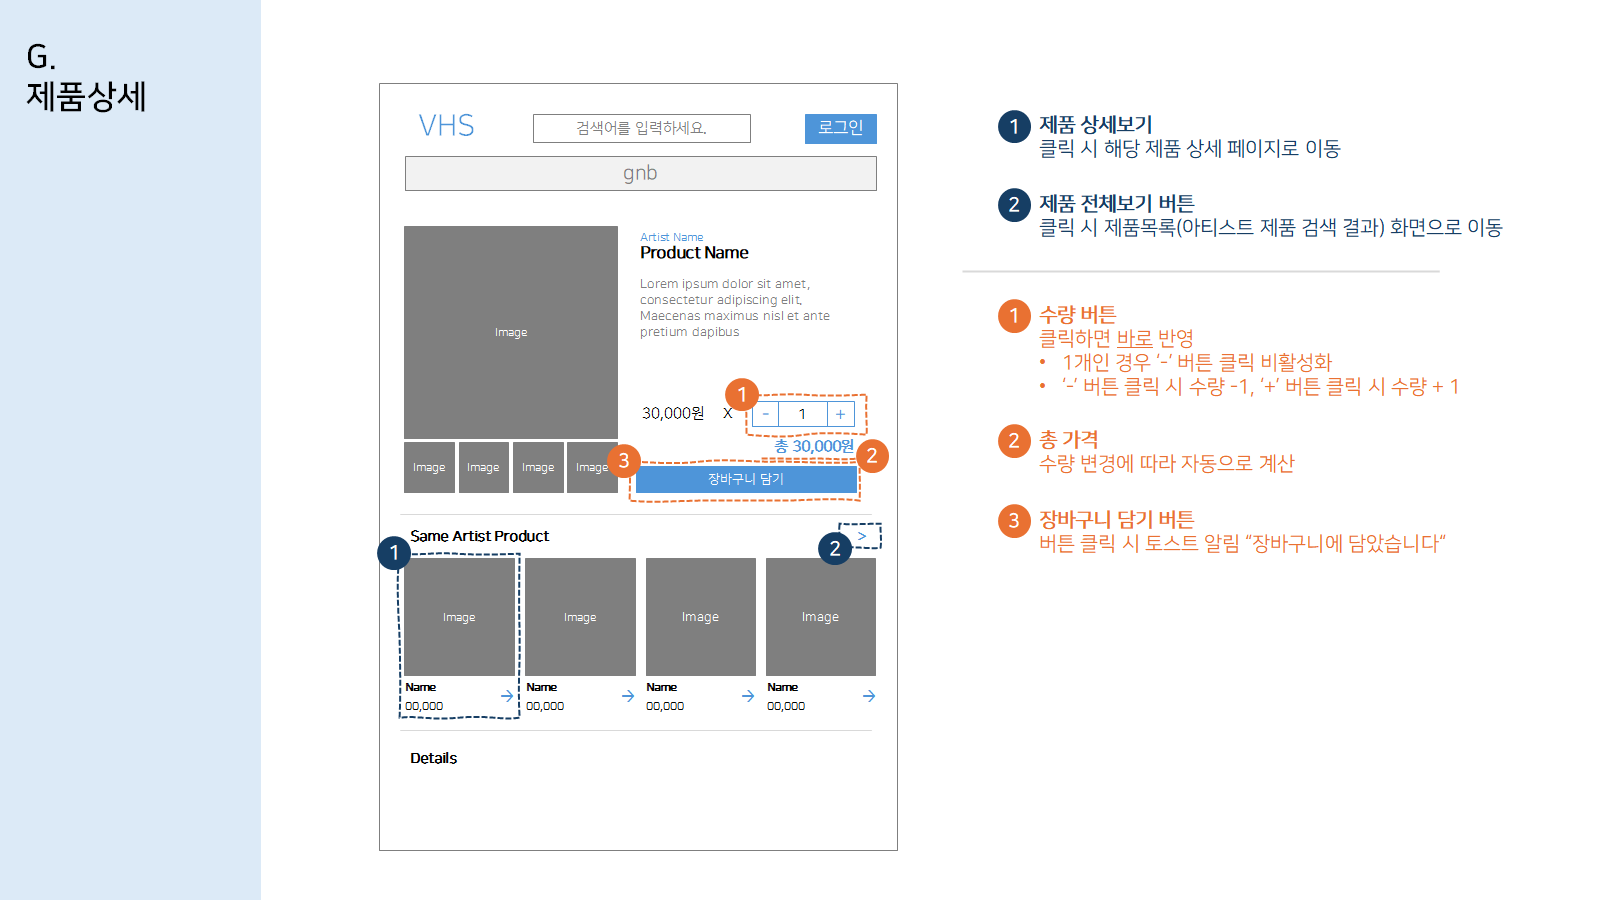 G.
제품상세
VHS
검색어를 입력하세요.
로그인
gnb
Image
Artist Name
Product Name
Lorem ipsum dolor sit amet,
consectetur adipiscing elit,
Maecenas maximus nisl et ante
pretium dapibus
1
30,000원 X - 1 +
총 30,000원
2
3
장바구니 담기
Image Image Image Image
Same Artist Product
1
2
>
Image Image Image Image
Name → Name → Name → Name →
00,000 00,000 00,000 00,000
Details
1 제품 상세보기
클릭 시 해당 제품 상세 페이지로 이동
2 제품 전체보기 버튼
클릭 시 제품목록(아티스트 제품 검색 결과) 화면으로 이동
1 수량 버튼
클릭하면 바로 반영
• 1개인 경우 ‘-’ 버튼 클릭 비활성화
• ‘-’ 버튼 클릭 시 수량 -1, ‘+’ 버튼 클릭 시 수량 + 1
2 총 가격
수량 변경에 따라 자동으로 계산
3 장바구니 담기 버튼
버튼 클릭 시 토스트 알림 “장바구니에 담았습니다“